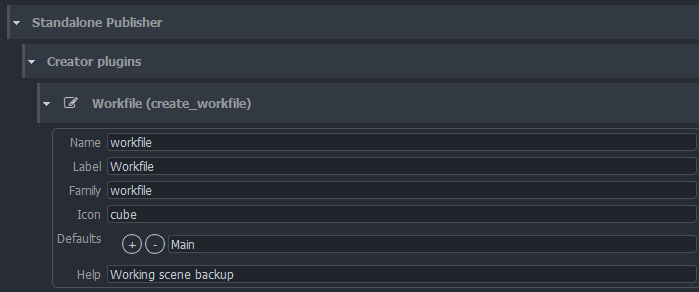 Standalone Publisher
Creator plugins
Workfile (create_workfile)
Name workfile
Label Workfile
Family workfile
Icon cube
Defaults + - Main
Help Working scene backup